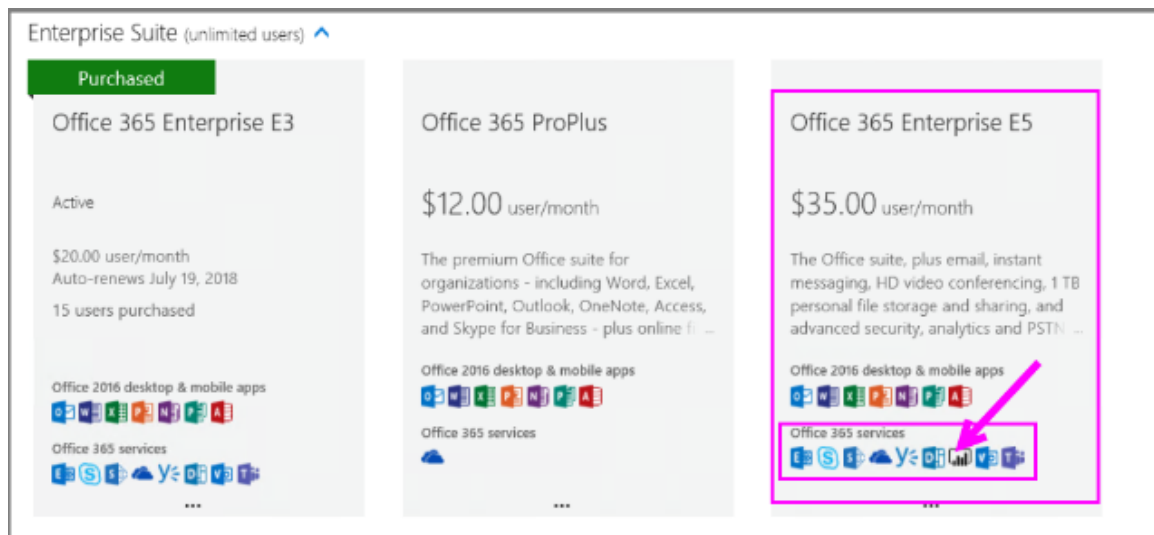 Enterprise Suite (unlimited users)
Purchased
Office 365 Enterprise E3
Active
$20.00 user/month
Auto-renews July 19, 2018
15 users purchased
Office 2016 desktop & mobile apps
Office 365 services
...
Office 365 ProPlus
$12.00 user/month
The premium Office suite for
organizations - including Word, Excel,
PowerPoint, Outlook, OneNote, Access,
and Skype for Business - plus online fi ...
Office 2016 desktop & mobile apps
Office 365 services
...
Office 365 Enterprise E5
$35.00 user/month
The Office suite, plus email, instant
messaging, HD video conferencing, 1 TB
personal file storage and sharing, and
advanced security, analytics and PSTN ...
Office 2016 desktop & mobile apps
Office 365 services
...